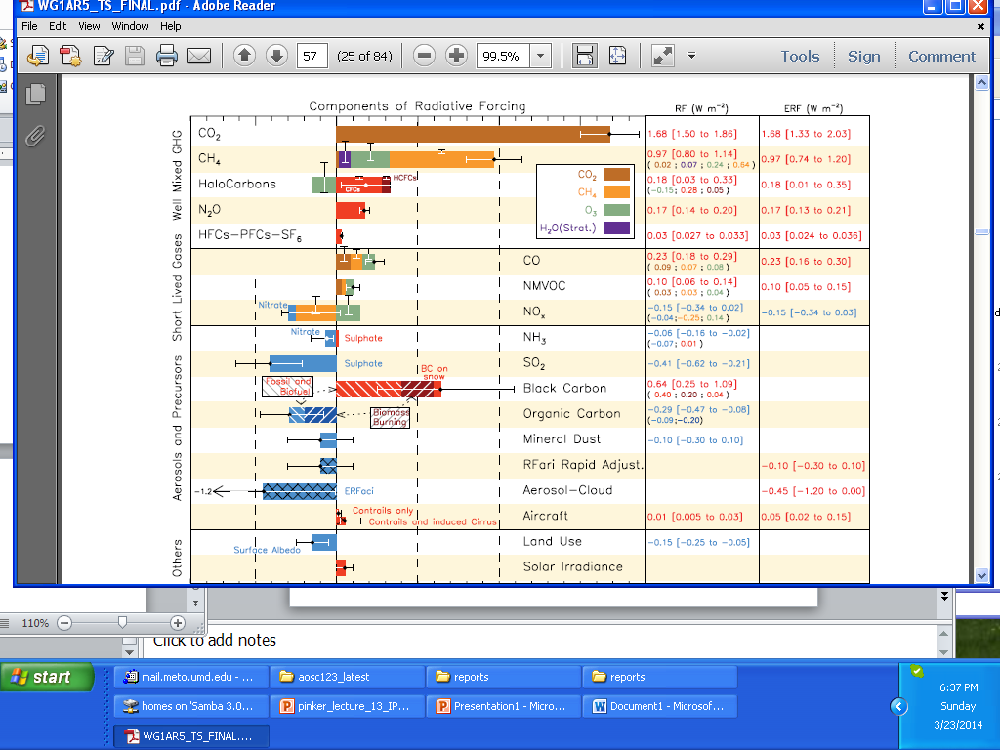 WG1AR5_TS_FINAL.pdf - Adobe Reader
File Edit View Window Help
57 (25 of 84) 99.5% Tools Sign Comment
Components of Radiative Forcing RF (W m−2) ERF (W m−2)
Well Mixed GHG
CO2 1.68 [1.50 to 1.86] 1.68 [1.33 to 2.03]
CH4 0.97 [0.80 to 1.14] 0.97 [0.74 to 1.20]
( 0.02 ; 0.07 ; 0.24 ; 0.64 )
HaloCarbons HCFCs 0.18 [0.03 to 0.33] 0.18 [0.01 to 0.35]
CFCs (−0.15; 0.28 ; 0.05 )
N2O 0.17 [0.14 to 0.20] 0.17 [0.13 to 0.21]
HFCs−PFCs−SF6 0.03 [0.027 to 0.033] 0.03 [0.024 to 0.036]
CO2
CH4
O3
H2O(Strat.)
Short Lived Gases
CO 0.23 [0.18 to 0.29] 0.23 [0.16 to 0.30]
( 0.09 ; 0.07 ; 0.08 )
NMVOC 0.10 [0.06 to 0.14] 0.10 [0.05 to 0.15]
( 0.03 ; 0.03 ; 0.04 )
Nitrate NOx −0.15 [−0.34 to 0.02] −0.15 [−0.34 to 0.03]
(−0.04;−0.25; 0.14 )
Aerosols and Precursors
Nitrate Sulphate NH3 −0.06 [−0.16 to −0.02]
(−0.07; 0.01 )
Sulphate SO2 −0.41 [−0.62 to −0.21]
Fossil and
Biofuel
BC on
snow
Black Carbon 0.64 [0.25 to 1.09]
( 0.40 ; 0.20 ; 0.04 )
Biomass
Burning
Organic Carbon −0.29 [−0.47 to −0.08]
(−0.09;−0.20)
Mineral Dust −0.10 [−0.30 to 0.10]
RFari Rapid Adjust. −0.10 [−0.30 to 0.10]
−1.2 ERFaci Aerosol−Cloud −0.45 [−1.20 to 0.00]
Contrails only
Contrails and induced Cirrus
Aircraft 0.01 [0.005 to 0.03] 0.05 [0.02 to 0.15]
Others
Surface Albedo Land Use −0.15 [−0.25 to −0.05]
Solar Irradiance
110%
Click to add notes
start mail.meto.umd.edu - ... aosc123_latest reports reports
homes on 'Samba 3.0... pinker_lecture_13_IP... Presentation1 - Micro... Document1 - Microsof...
WG1AR5_TS_FINAL....
6:37 PM
Sunday
3/23/2014